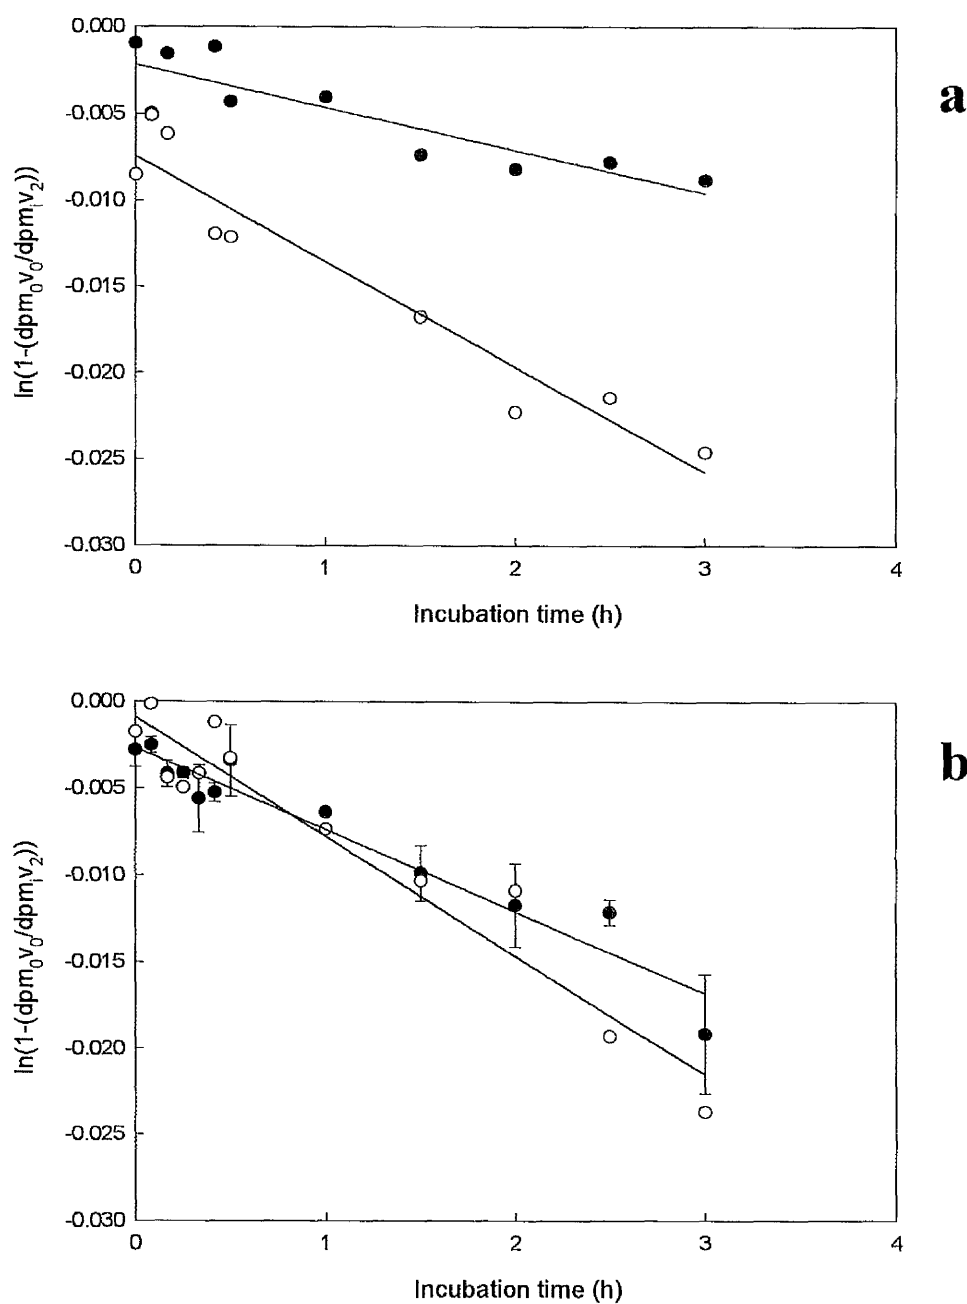 0.000
-0.005
-0.010
-0.015
-0.020
-0.025
-0.030
ln(1-(dpm₀v₀/dpmᵢv₂))
0 1 2 3 4
Incubation time (h)
a
0.000
-0.005
-0.010
-0.015
-0.020
-0.025
-0.030
ln(1-(dpm₀v₀/dpmᵢv₂))
0 1 2 3 4
Incubation time (h)
b